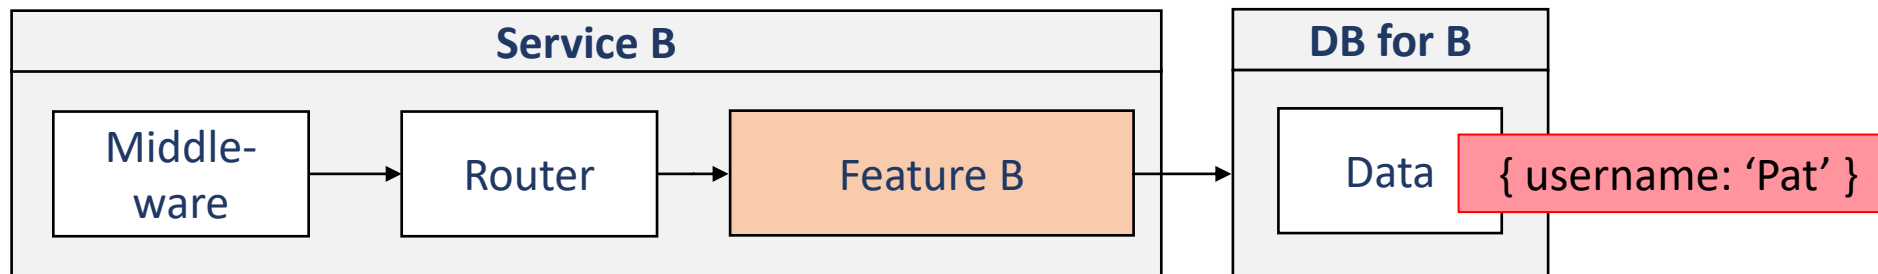 Service B
DB for B
Middle-
ware
Router
Feature B
Data
{ username: ‘Pat’ }